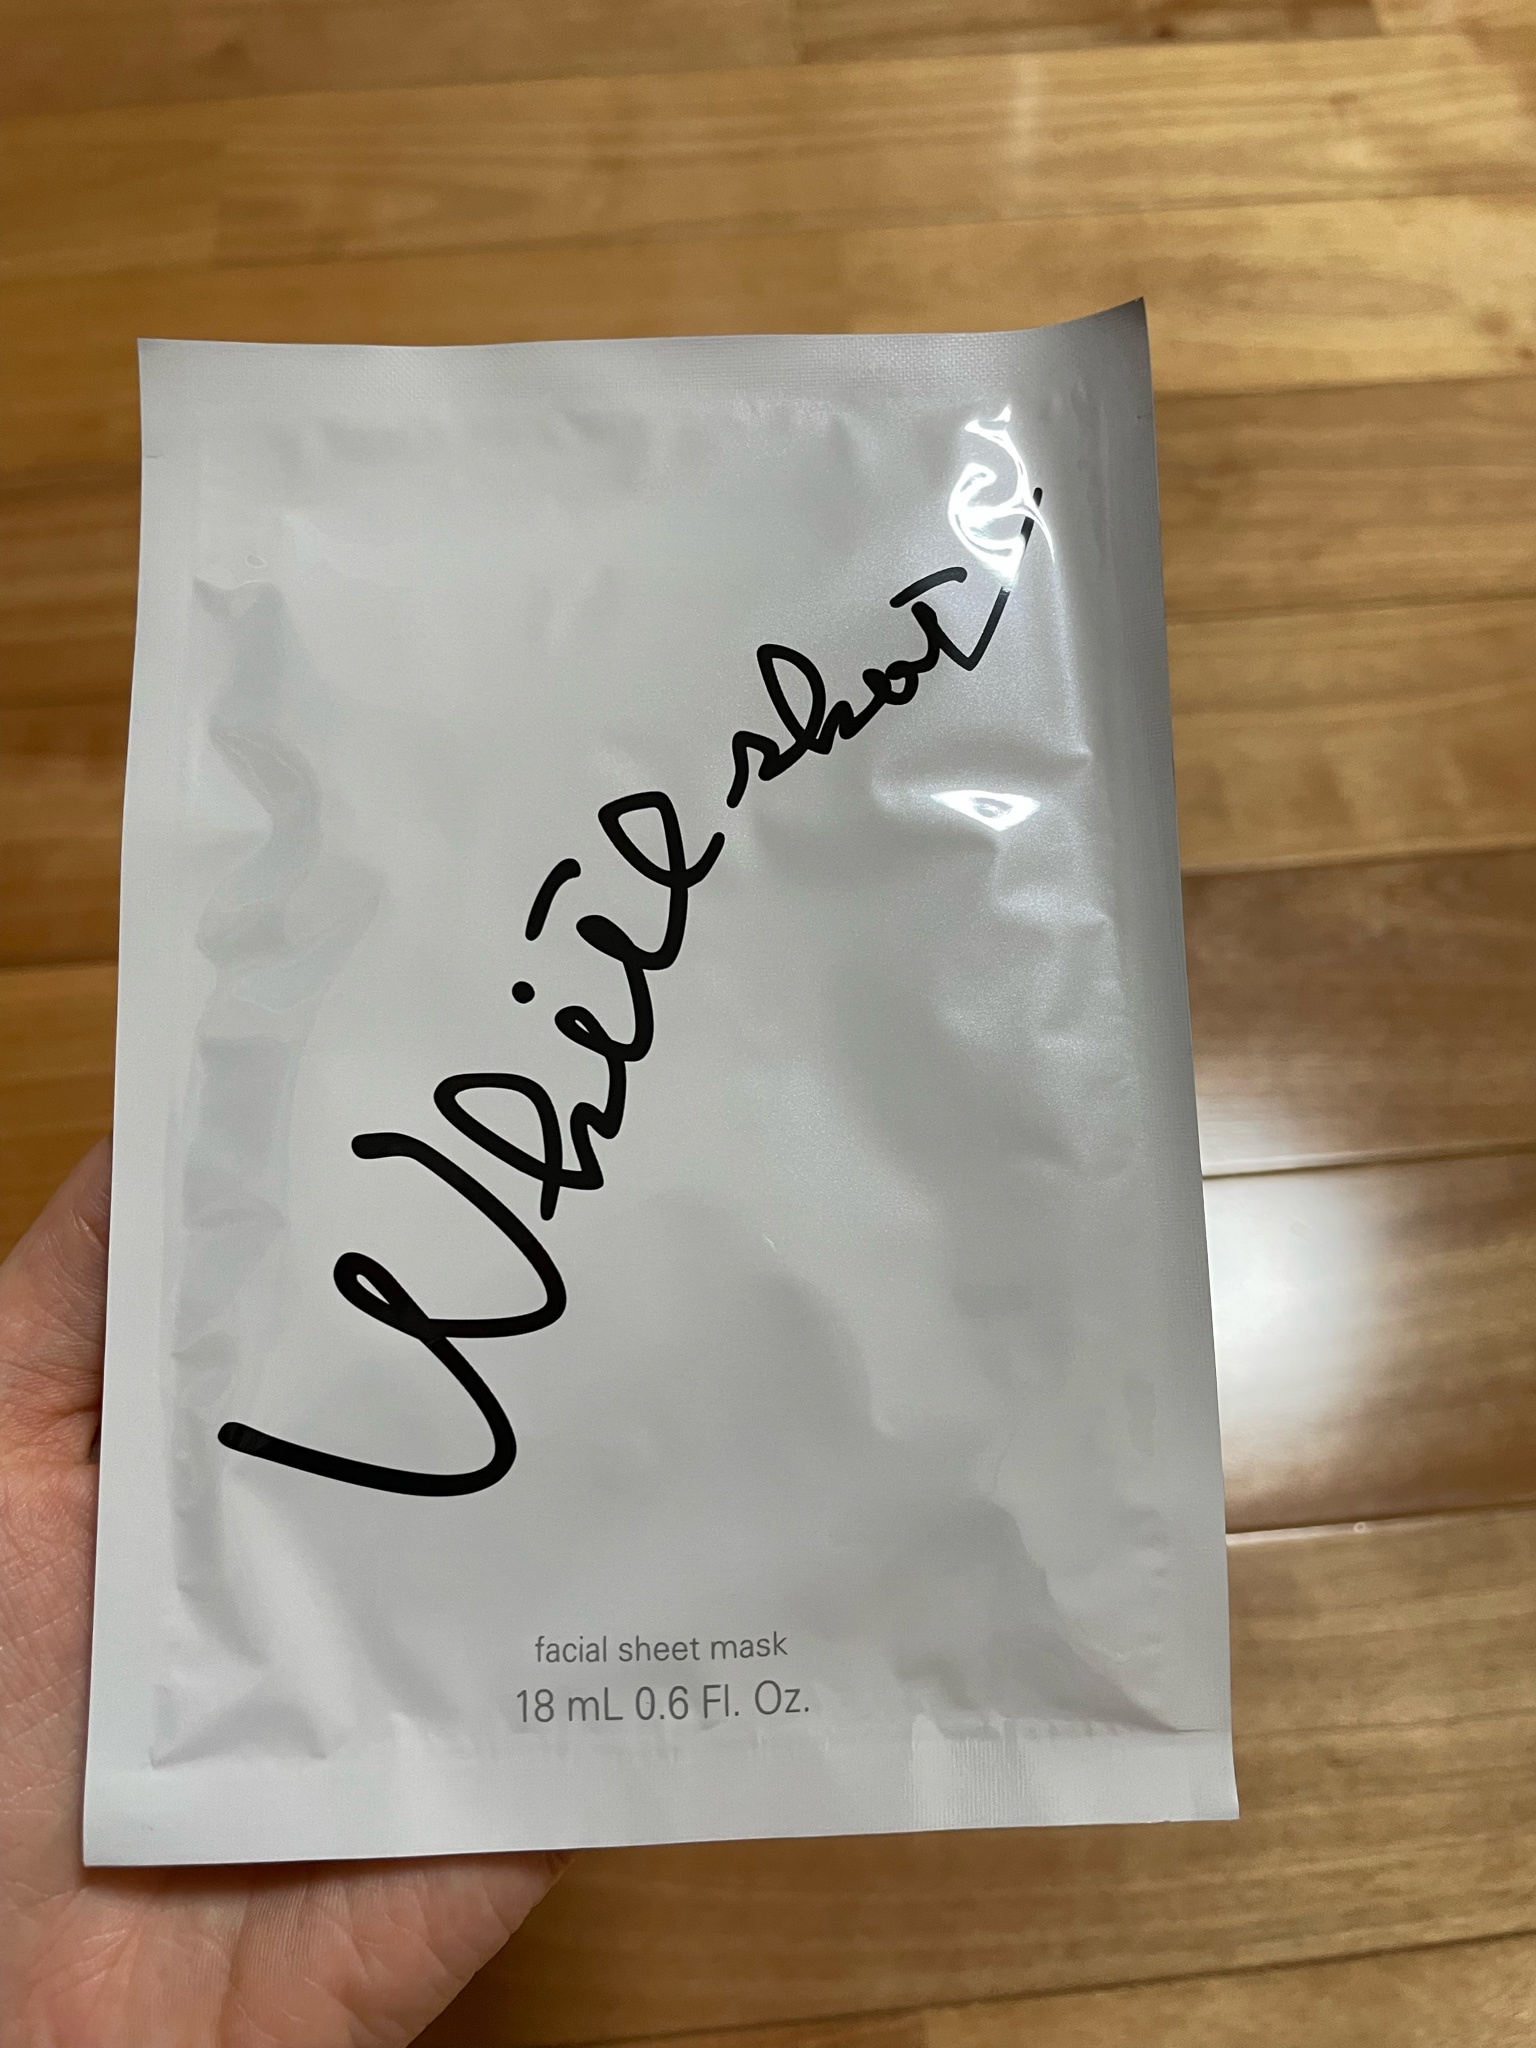 White shot
facial sheet mask
18 mL 0.6 Fl. Oz.